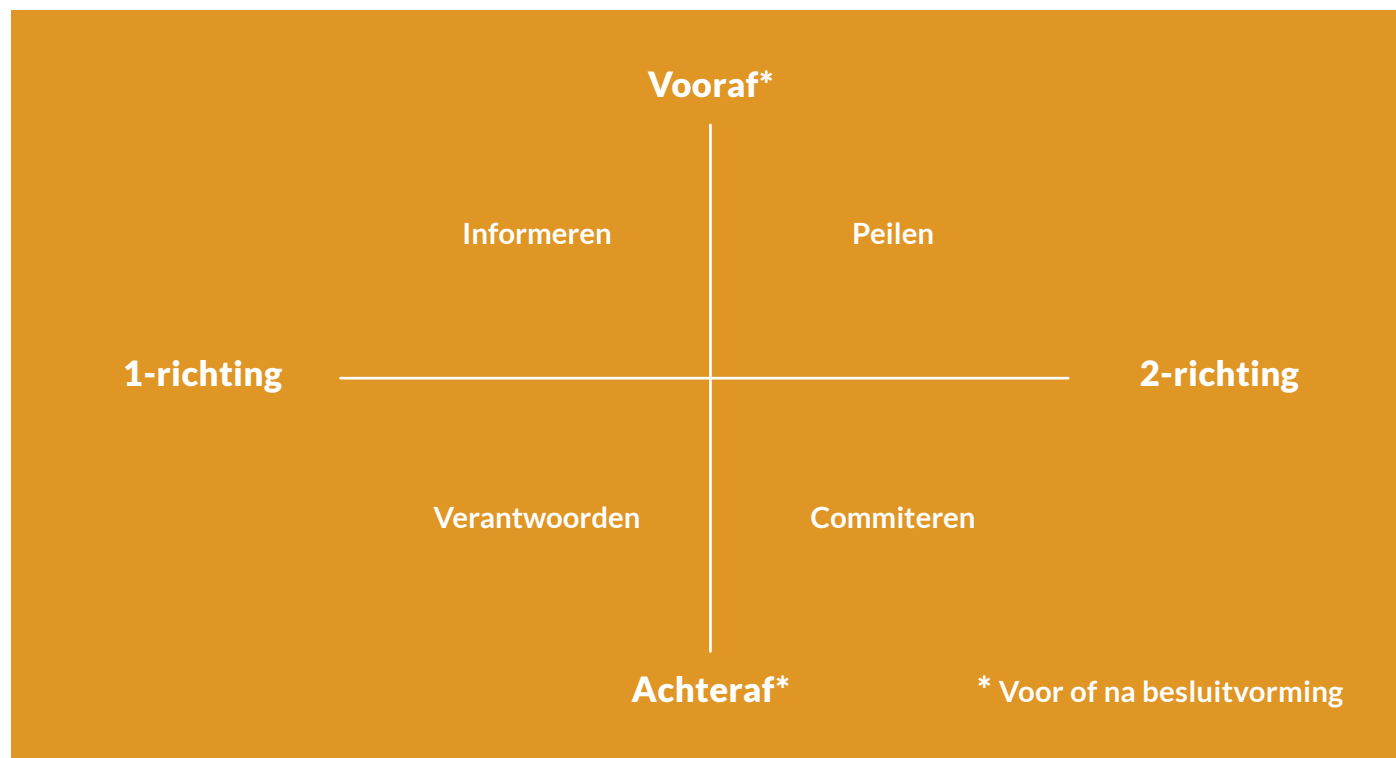 Vooraf*
Informeren
Peilen
1-richting
2-richting
Verantwoorden
Commiteren
Achteraf*
* Voor of na besluitvorming